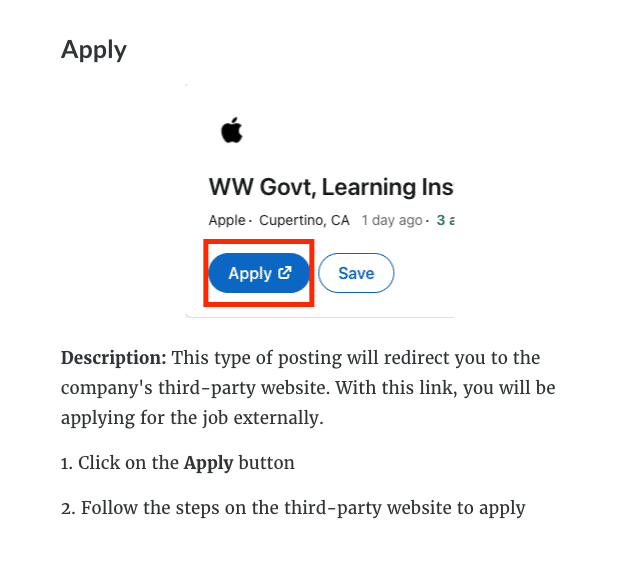 Apply
WW Govt, Learning Ins
Apple · Cupertino, CA 1 day ago · 3 a
Apply Save
Description: This type of posting will redirect you to the
company's third-party website. With this link, you will be
applying for the job externally.
1. Click on the Apply button
2. Follow the steps on the third-party website to apply